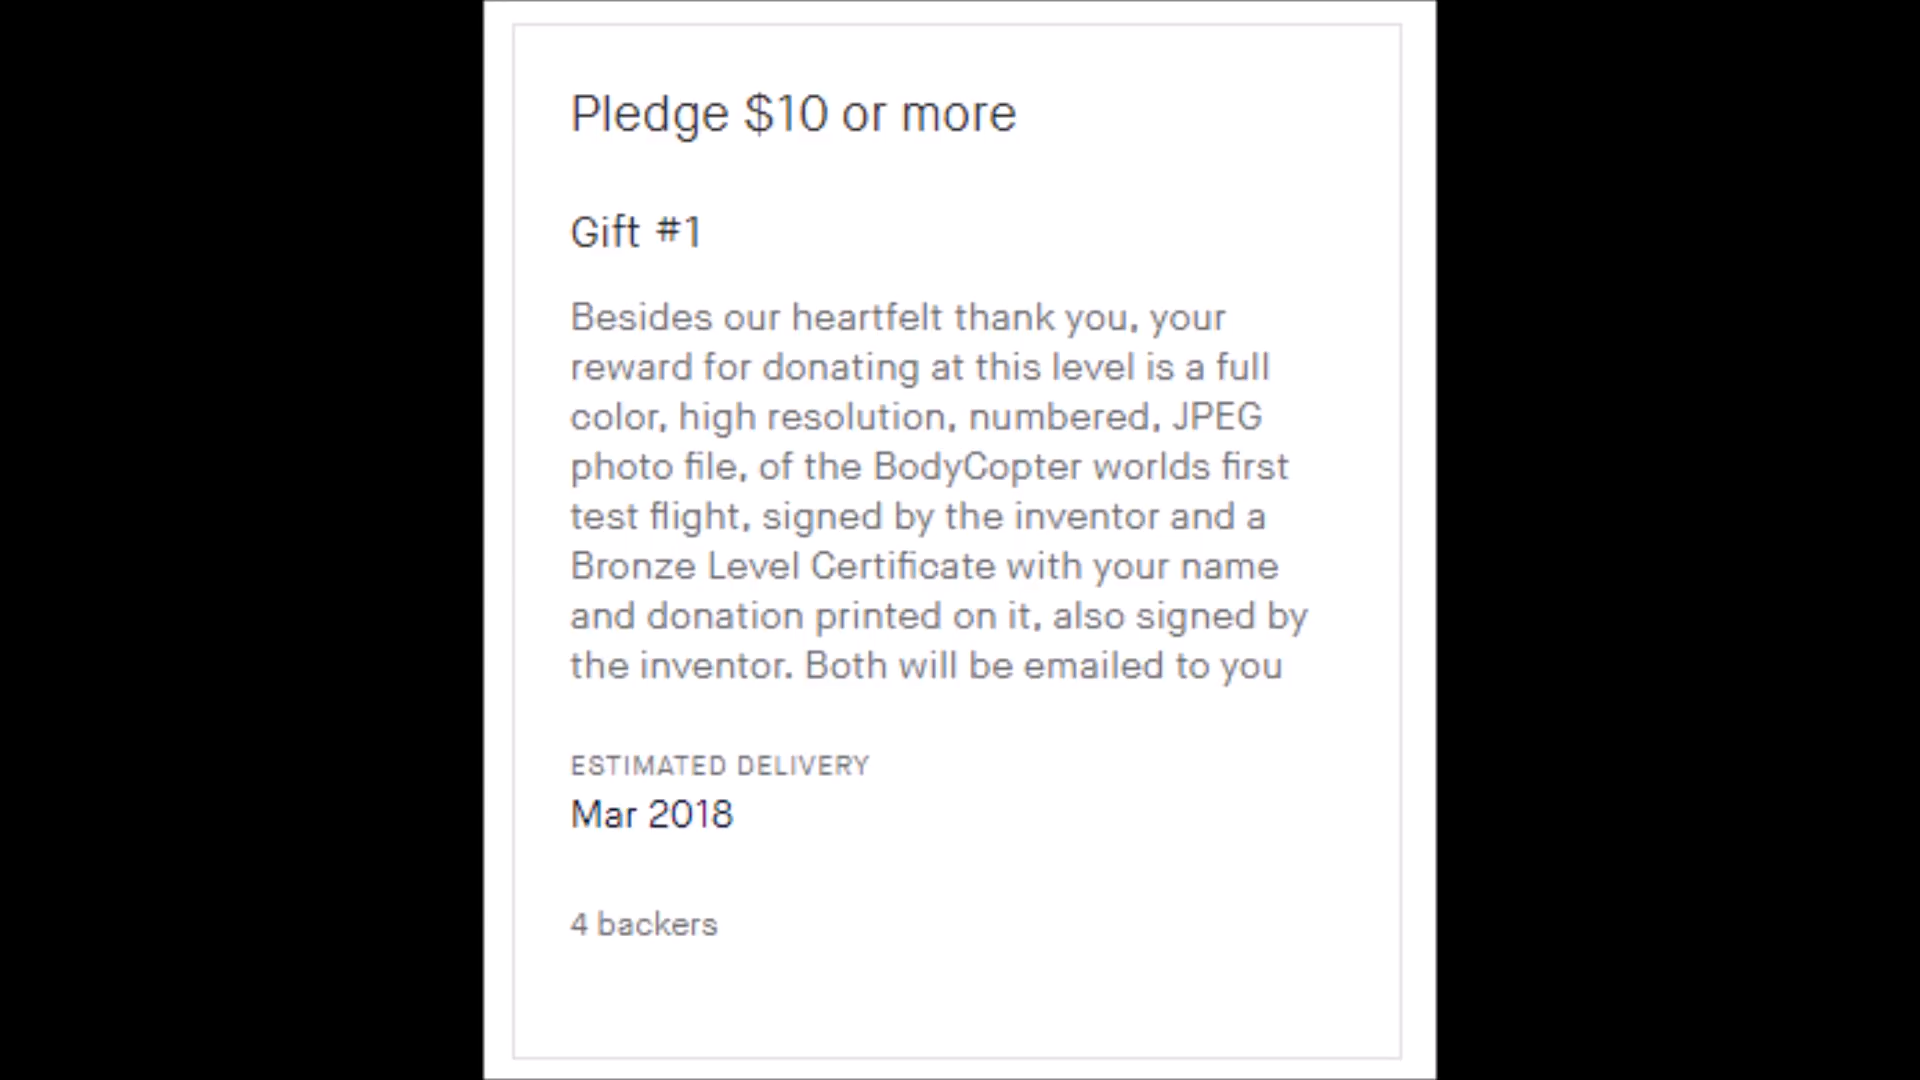 Pledge $10 or more
Gift #1
Besides our heartfelt thank you, your
reward for donating at this level is a full
color, high resolution, numbered, JPEG
photo file, of the BodyCopter worlds first
test flight, signed by the inventor and a
Bronze Level Certificate with your name
and donation printed on it, also signed by
the inventor. Both will be emailed to you
ESTIMATED DELIVERY
Mar 2018
4 backers